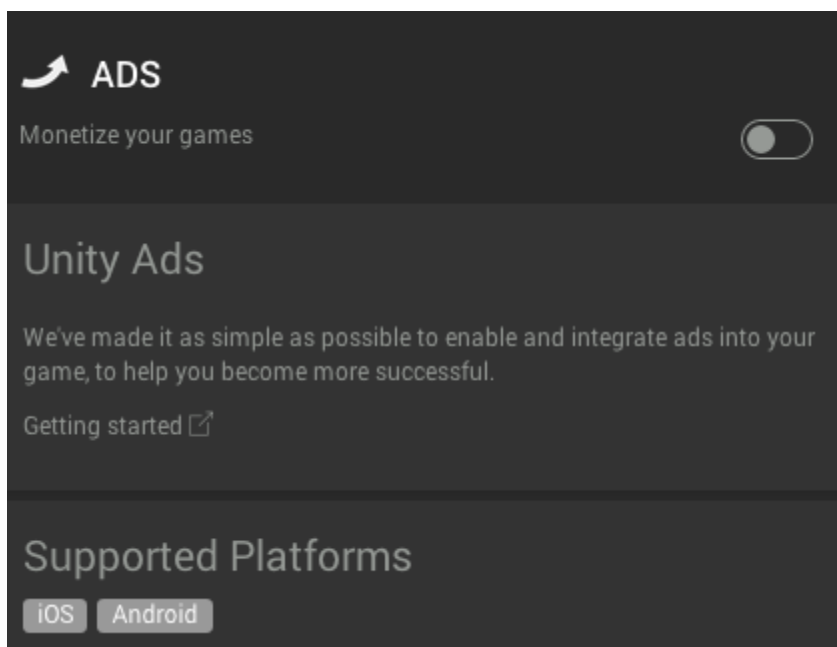 ADS
Monetize your games
Unity Ads
We've made it as simple as possible to enable and integrate ads into your
game, to help you become more successful.
Getting started
Supported Platforms
iOS Android